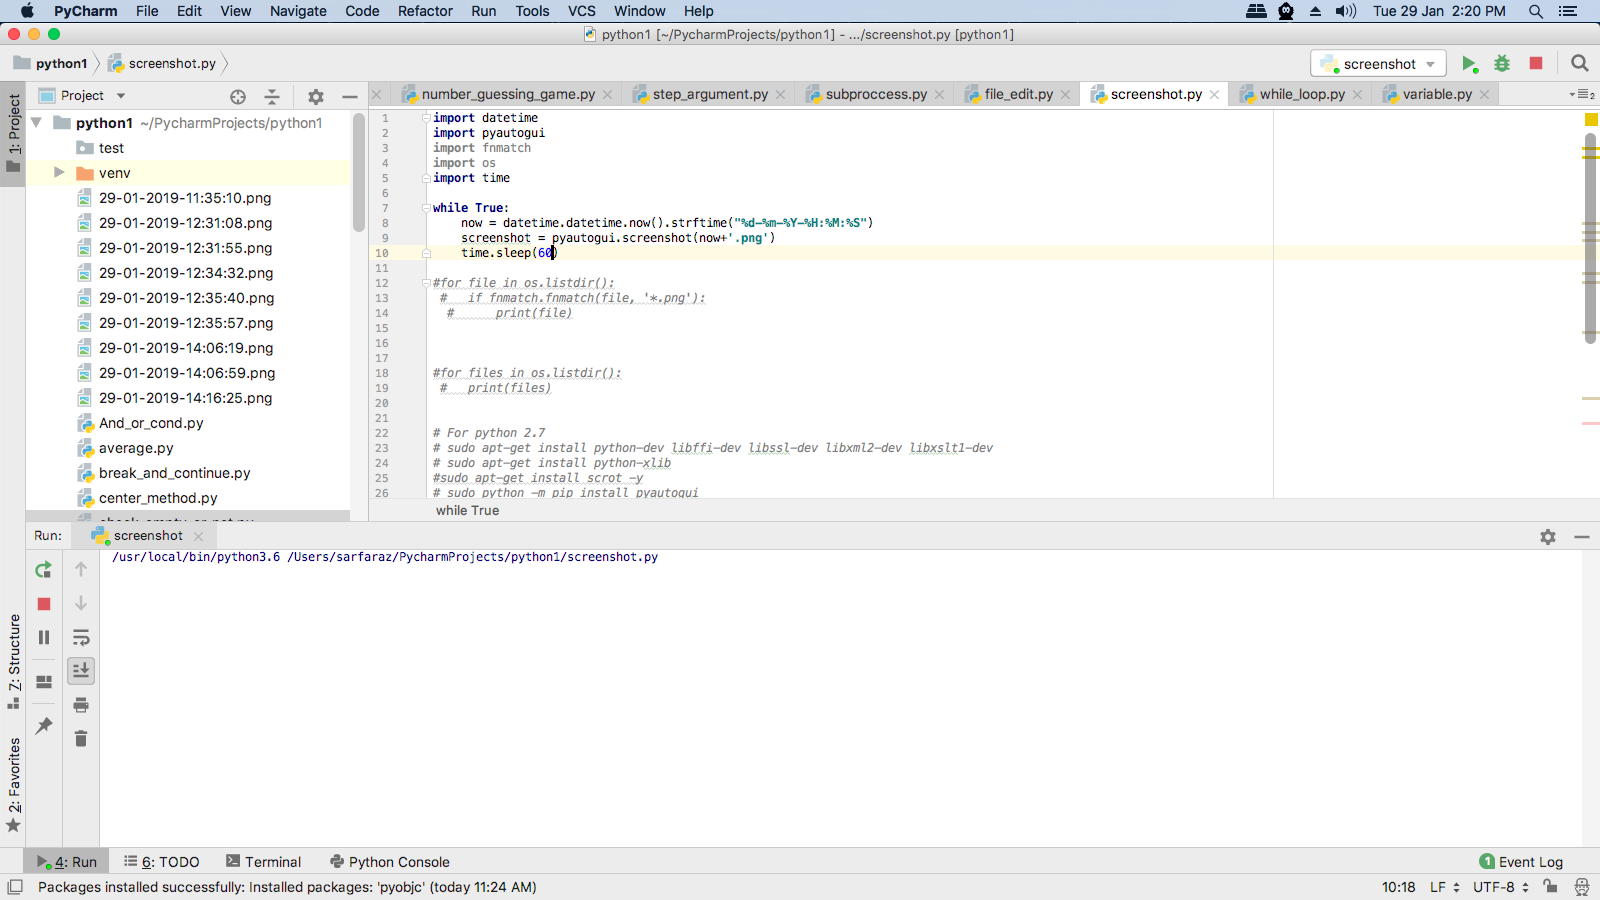 PyCharm File Edit View Navigate Code Refactor Run Tools VCS Window Help Tue 29 Jan 2:20 PM
python1 [~/PycharmProjects/python1] - .../screenshot.py [python1]
python1 screenshot.py screenshot
Project number_guessing_game.py step_argument.py subproccess.py file_edit.py screenshot.py while_loop.py variable.py 2
1: Project
python1 ~/PycharmProjects/python1
test
venv
29-01-2019-11:35:10.png
29-01-2019-12:31:08.png
29-01-2019-12:31:55.png
29-01-2019-12:34:32.png
29-01-2019-12:35:40.png
29-01-2019-12:35:57.png
29-01-2019-14:06:19.png
29-01-2019-14:06:59.png
29-01-2019-14:16:25.png
And_or_cond.py
average.py
break_and_continue.py
center_method.py
1 import datetime
2 import pyautogui
3 import fnmatch
4 import os
5 import time
6
7 while True:
8 now = datetime.datetime.now().strftime("%d-%m-%Y-%H:%M:%S")
9 screenshot = pyautogui.screenshot(now+'.png')
10 time.sleep(60)
11
12 #for file in os.listdir():
13 #   if fnmatch.fnmatch(file, '*.png'):
14 #      print(file)
15
16
17
18 #for files in os.listdir():
19 #   print(files)
20
21
22 # For python 2.7
23 # sudo apt-get install python-dev libffi-dev libssl-dev libxml2-dev libxslt1-dev
24 # sudo apt-get install python-xlib
25 #sudo apt-get install scrot -y
26 # sudo python -m pip install pyautogui
while True
Run: screenshot
/usr/local/bin/python3.6 /Users/sarfaraz/PycharmProjects/python1/screenshot.py
7: Structure
2: Favorites
4: Run 6: TODO Terminal Python Console 1 Event Log
Packages installed successfully: Installed packages: 'pyobjc' (today 11:24 AM) 10:18 LF UTF-8